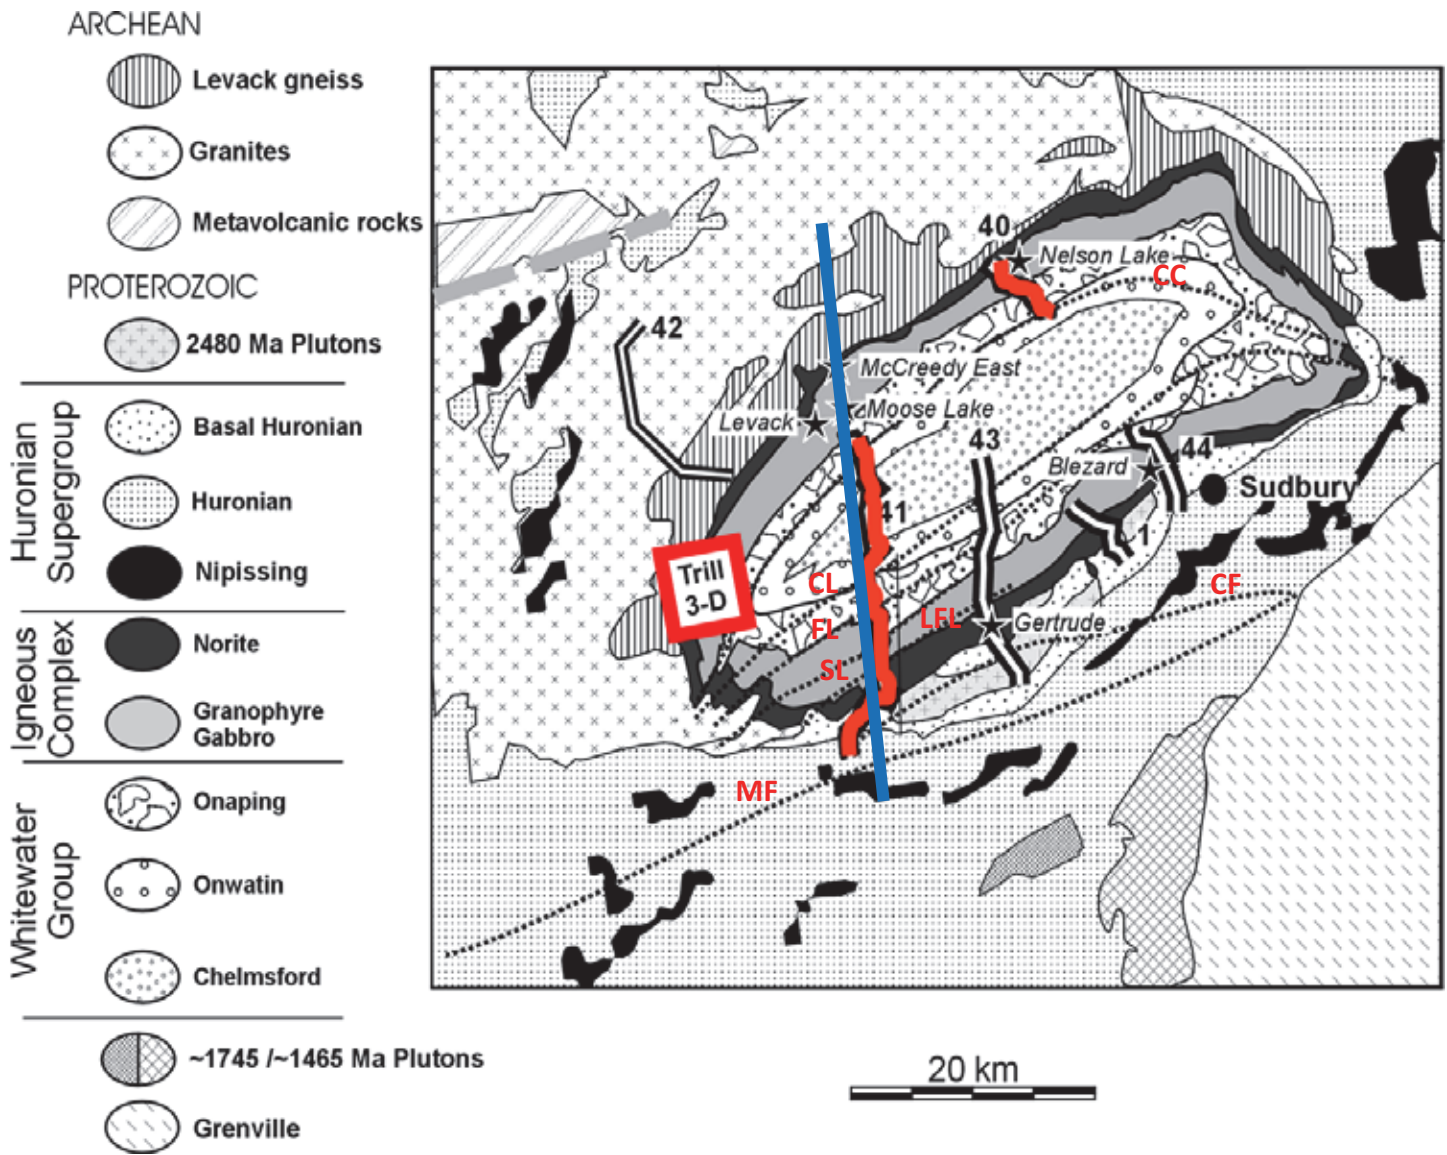 ARCHEAN
Levack gneiss
Granites
Metavolcanic rocks
PROTEROZOIC
2480 Ma Plutons
Huronian
Supergroup
Basal Huronian
Huronian
Nipissing
Igneous
Complex
Norite
Granophyre
Gabbro
Whitewater
Group
Onaping
Onwatin
Chelmsford
~1745 /~1465 Ma Plutons
Grenville
40
Nelson Lake
CC
42
McCreedy East
Moose Lake
Levack
43
44
Blezard
Sudbury
41
1
Trill
3-D
CL
FL
LFL
SL
CF
Gertrude
MF
20 km